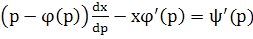 (p − φ(p)) dx/dp − xφ′(p) = ψ′(p)